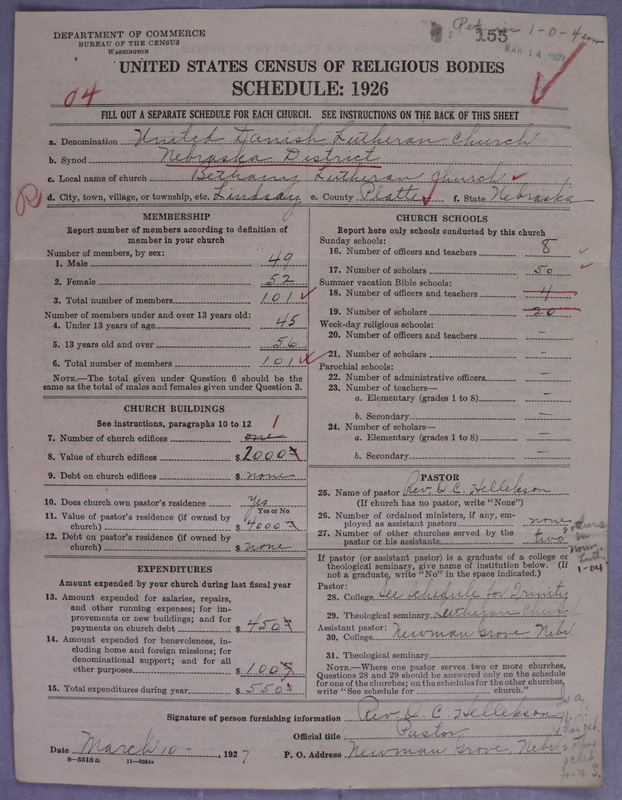 DEPARTMENT OF COMMERCE
BUREAU OF THE CENSUS
WASHINGTON
155
1-0-4
MAR 14 1927
UNITED STATES CENSUS OF RELIGIOUS BODIES
SCHEDULE: 1926
04
FILL OUT A SEPARATE SCHEDULE FOR EACH CHURCH. SEE INSTRUCTIONS ON THE BACK OF THIS SHEET
a. Denomination United Danish Lutheran Church
b. Synod Nebraska District
c. Local name of church Bethany Lutheran Church
R d. City, town, village, or township, etc. Lindsay e. County Platte f. State Nebraska
MEMBERSHIP
Report number of members according to definition of
member in your church
Number of members, by sex:
1. Male 49
2. Female 52
3. Total number of members 101
Number of members under and over 13 years old:
4. Under 13 years of age 45
5. 13 years old and over 56
6. Total number of members 101
NOTE.—The total given under Question 6 should be the
same as the total of males and females given under Question 3.
CHURCH BUILDINGS
See instructions, paragraphs 10 to 12 1
7. Number of church edifices one
8. Value of church edifices $ 2000
9. Debt on church edifices $ none
10. Does church own pastor's residence Yes
Yes or No
11. Value of pastor's residence (if owned by
church) $ 4000
12. Debt on pastor's residence (if owned by
church) $ none
EXPENDITURES
Amount expended by your church during last fiscal year
13. Amount expended for salaries, repairs,
and other running expenses; for im-
provements or new buildings; and for
payments on church debt $ 450
14. Amount expended for benevolences, in-
cluding home and foreign missions; for
denominational support; and for all
other purposes $ 100
15. Total expenditures during year $ 550
CHURCH SCHOOLS
Report here only schools conducted by this church
Sunday schools:
16. Number of officers and teachers 8
17. Number of scholars 50
Summer vacation Bible schools:
18. Number of officers and teachers 4
19. Number of scholars 20
Week-day religious schools:
20. Number of officers and teachers —
21. Number of scholars —
Parochial schools:
22. Number of administrative officers —
23. Number of teachers—
a. Elementary (grades 1 to 8) —
b. Secondary —
24. Number of scholars—
a. Elementary (grades 1 to 8) —
b. Secondary —
PASTOR
25. Name of pastor Rev. D. C. Hellekson
(If church has no pastor, write "None")
26. Number of ordained ministers, if any, em-
ployed as assistant pastors none
27. Number of other churches served by the
pastor or his assistants two
others in Norw. Luth. 1-04
If pastor (or assistant pastor) is a graduate of a college or
theological seminary, give name of institution below. (If
not a graduate, write "No" in the space indicated.)
Pastor:
28. College See schedule for Trinity
29. Theological seminary Lutheran Church
Assistant pastor:
30. College Newman Grove Nebr
31. Theological seminary
NOTE.—Where one pastor serves two or more churches,
Questions 28 and 29 should be answered only on the schedule
for one of the churches; on the schedules for the other churches,
write "See schedule for church."
Signature of person furnishing information Rev. D. C. Hellekson
Official title Pastor
Date March 10, 1927
P. O. Address Newman Grove, Nebr
8—5518 a 11—9054